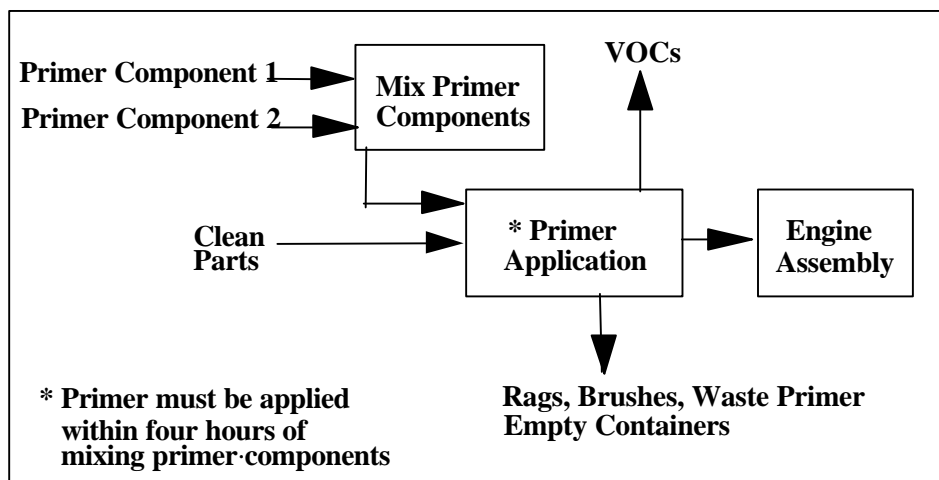 VOCs
Primer Component 1
Mix Primer
Components
Primer Component 2
* Primer
Application
Engine
Assembly
Clean
Parts
* Primer must be applied
within four hours of
mixing primer·components
Rags, Brushes, Waste Primer
Empty Containers